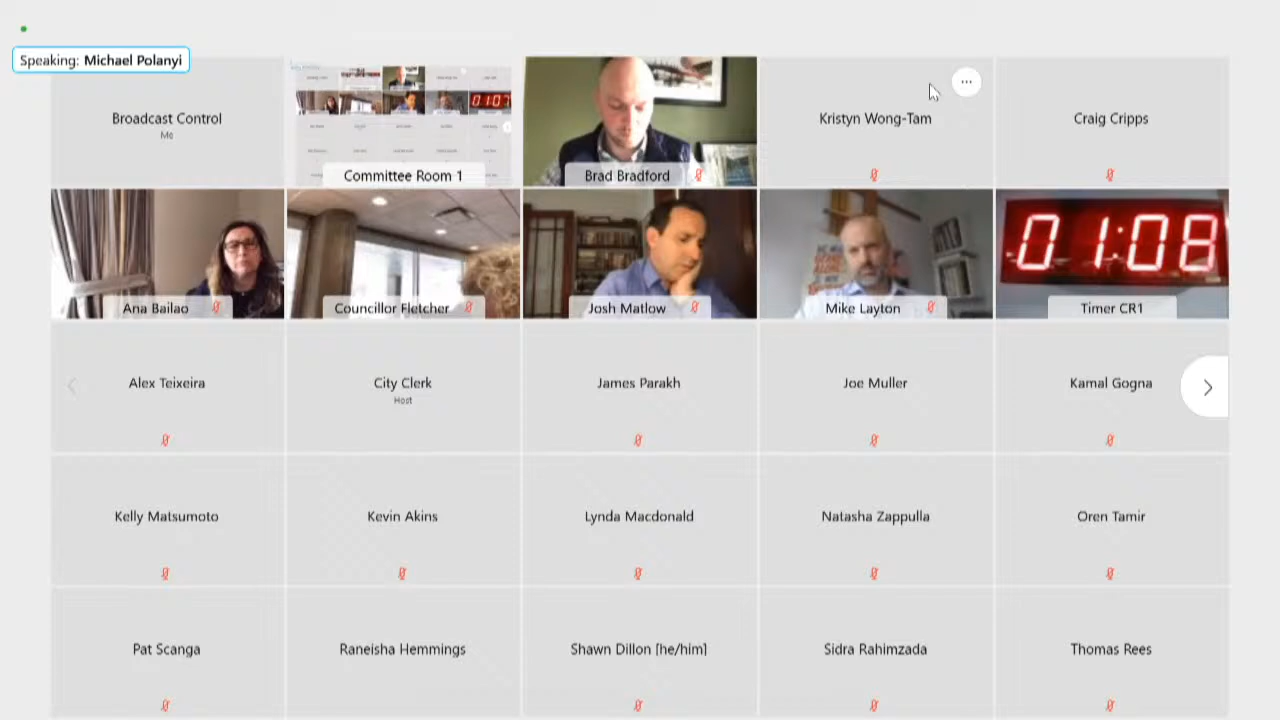 Speaking: Michael Polanyi
Broadcast Control
Me
Committee Room 1
Brad Bradford
Kristyn Wong-Tam
Craig Cripps
Ana Bailao
Councillor Fletcher
Josh Matlow
Mike Layton
01:08
Timer CR1
Alex Teixeira
City Clerk
Host
James Parakh
Joe Muller
Kamal Gogna
Kelly Matsumoto
Kevin Akins
Lynda Macdonald
Natasha Zappulla
Oren Tamir
Pat Scanga
Raneisha Hemmings
Shawn Dillon [he/him]
Sidra Rahimzada
Thomas Rees